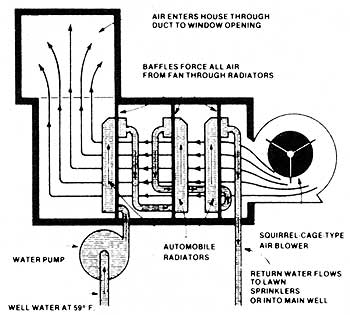 AIR ENTERS HOUSE THROUGH
DUCT TO WINDOW OPENING
BAFFLES FORCE ALL AIR
FROM FAN THROUGH RADIATORS
SQUIRREL-CAGE TYPE
AIR BLOWER
WATER PUMP
AUTOMOBILE
RADIATORS
RETURN WATER FLOWS
TO LAWN
SPRINKLERS
OR INTO MAIN WELL
WELL WATER AT 59° F.